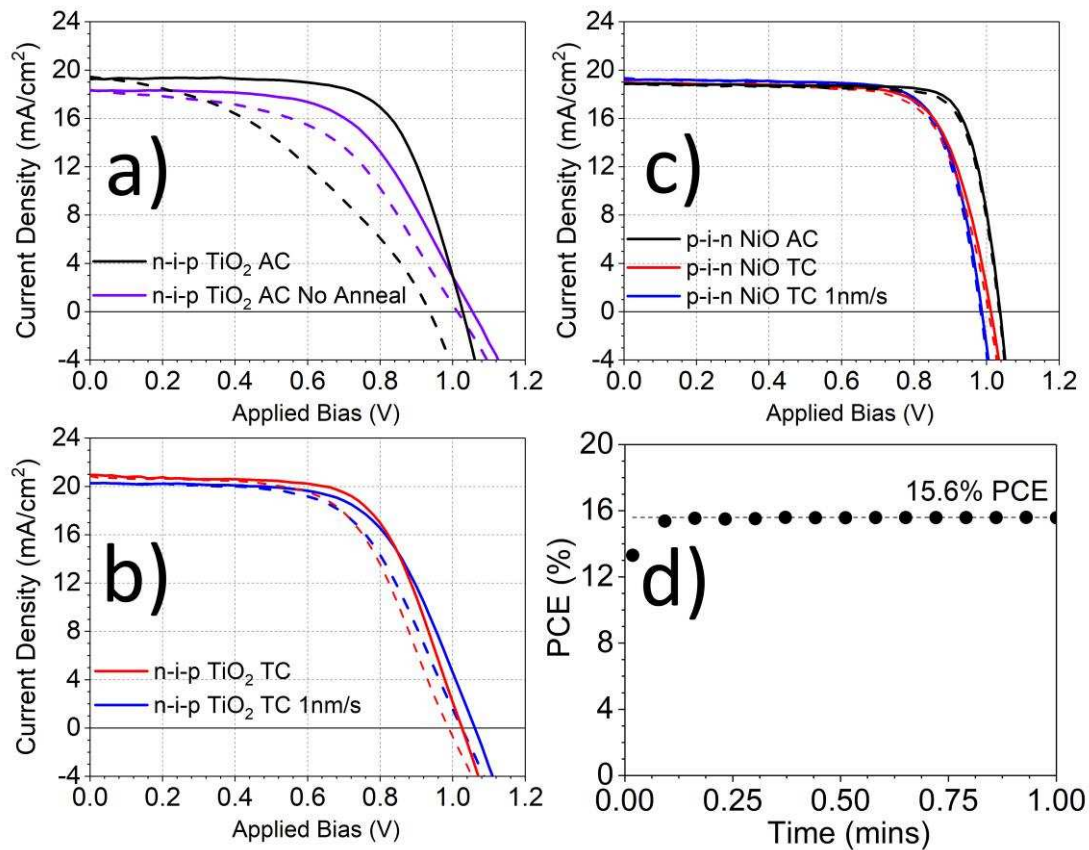 24
20
16
12
8
4
0
-4
Current Density (mA/cm²)
a)
n-i-p TiO₂ AC
n-i-p TiO₂ AC No Anneal
0.0 0.2 0.4 0.6 0.8 1.0 1.2
Applied Bias (V)
24
20
16
12
8
4
0
-4
Current Density (mA/cm²)
c)
p-i-n NiO AC
p-i-n NiO TC
p-i-n NiO TC 1nm/s
0.0 0.2 0.4 0.6 0.8 1.0 1.2
Applied Bias (V)
24
20
16
12
8
4
0
-4
Current Density (mA/cm²)
b)
n-i-p TiO₂ TC
n-i-p TiO₂ TC 1nm/s
0.0 0.2 0.4 0.6 0.8 1.0 1.2
Applied Bias (V)
20
16
12
8
4
0
PCE (%)
15.6% PCE
d)
0.00 0.25 0.50 0.75 1.00
Time (mins)